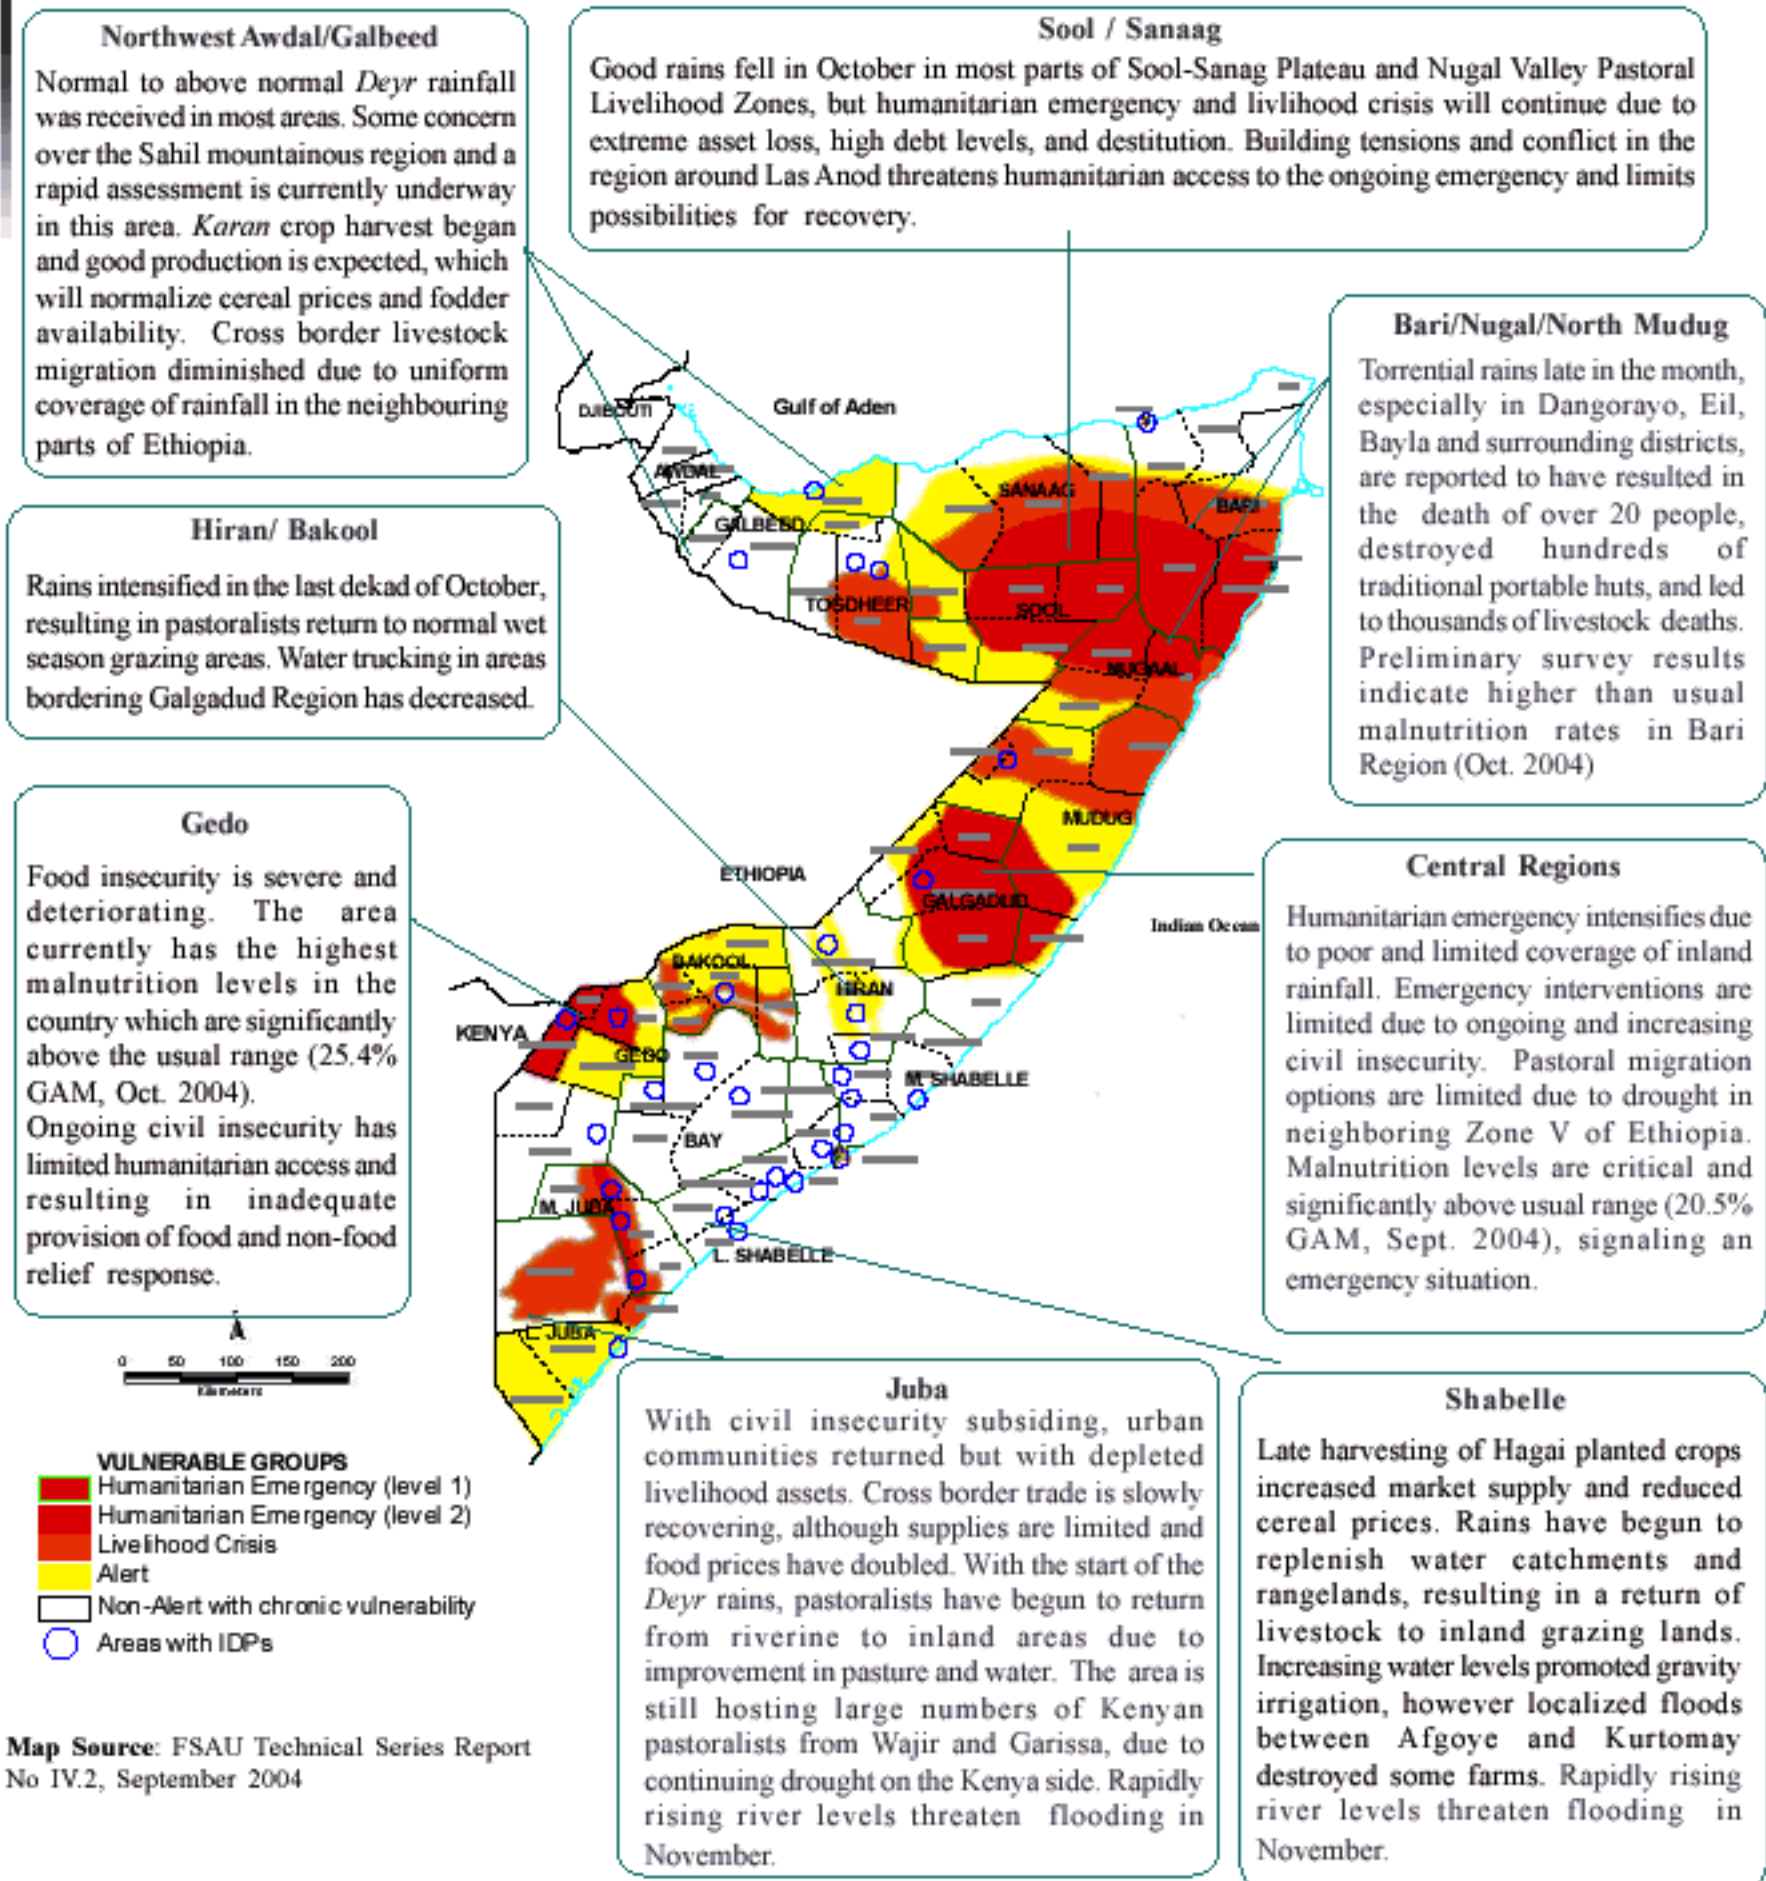 Northwest Awdal/Galbeed
Normal to above normal Deyr rainfall
was received in most areas. Some concern
over the Sahil mountainous region and a
rapid assessment is currently underway
in this area. Karan crop harvest began
and good production is expected, which
will normalize cereal prices and fodder
availability. Cross border livestock
migration diminished due to uniform
coverage of rainfall in the neighbouring
parts of Ethiopia.
Sool / Sanaag
Good rains fell in October in most parts of Sool-Sanag Plateau and Nugal Valley Pastoral
Livelihood Zones, but humanitarian emergency and livlihood crisis will continue due to
extreme asset loss, high debt levels, and destitution. Building tensions and conflict in the
region around Las Anod threatens humanitarian access to the ongoing emergency and limits
possibilities for recovery.
Bari/Nugal/North Mudug
Torrential rains late in the month,
especially in Dangorayo, Eil,
Bayla and surrounding districts,
are reported to have resulted in
the death of over 20 people,
destroyed hundreds of
traditional portable huts, and led
to thousands of livestock deaths.
Preliminary survey results
indicate higher than usual
malnutrition rates in Bari
Region (Oct. 2004)
Hiran/ Bakool
Rains intensified in the last dekad of October,
resulting in pastoralists return to normal wet
season grazing areas. Water trucking in areas
bordering Galgadud Region has decreased.
Gedo
Food insecurity is severe and
deteriorating. The area
currently has the highest
malnutrition levels in the
country which are significantly
above the usual range (25.4%
GAM, Oct. 2004).
Ongoing civil insecurity has
limited humanitarian access and
resulting in inadequate
provision of food and non-food
relief response.
Central Regions
Humanitarian emergency intensifies due
to poor and limited coverage of inland
rainfall. Emergency interventions are
limited due to ongoing and increasing
civil insecurity. Pastoral migration
options are limited due to drought in
neighboring Zone V of Ethiopia.
Malnutrition levels are critical and
significantly above usual range (20.5%
GAM, Sept. 2004), signaling an
emergency situation.
DJIBOUTI
Gulf of Aden
AWDAL
GALBEED
SANAAG
BARI
TOGDHEER
SOOL
NUGAAL
MUDUG
ETHIOPIA
GALGADUD
Indian Ocean
BAKOOL
HIRAN
KENYA
GEDO
M. SHABELLE
BAY
M. JUBA
L. SHABELLE
L. JUBA
0 50 100 150 200
Kilometers
VULNERABLE GROUPS
Humanitarian Emergency (level 1)
Humanitarian Emergency (level 2)
Livelihood Crisis
Alert
Non-Alert with chronic vulnerability
Areas with IDPs
Map Source: FSAU Technical Series Report
No IV.2, September 2004
Juba
With civil insecurity subsiding, urban
communities returned but with depleted
livelihood assets. Cross border trade is slowly
recovering, although supplies are limited and
food prices have doubled. With the start of the
Deyr rains, pastoralists have begun to return
from riverine to inland areas due to
improvement in pasture and water. The area is
still hosting large numbers of Kenyan
pastoralists from Wajir and Garissa, due to
continuing drought on the Kenya side. Rapidly
rising river levels threaten flooding in
November.
Shabelle
Late harvesting of Hagai planted crops
increased market supply and reduced
cereal prices. Rains have begun to
replenish water catchments and
rangelands, resulting in a return of
livestock to inland grazing lands.
Increasing water levels promoted gravity
irrigation, however localized floods
between Afgoye and Kurtomay
destroyed some farms. Rapidly rising
river levels threaten flooding in
November.